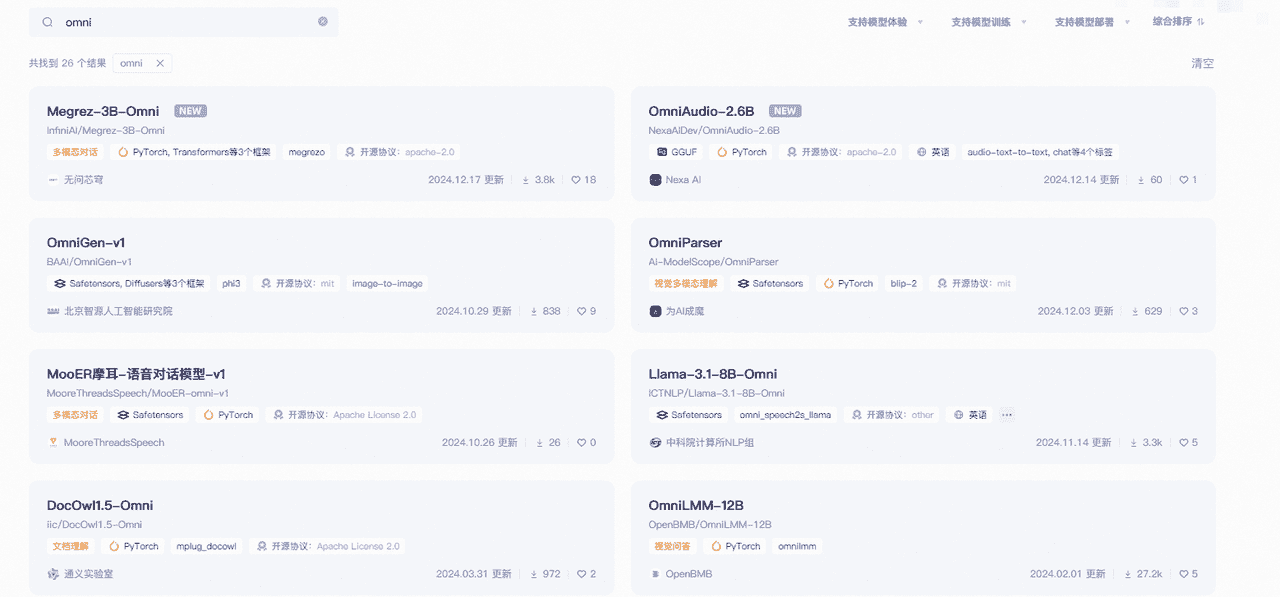 omni
支持模型体验 支持模型训练 支持模型部署 综合排序
共找到 26 个结果 omni 清空
Megrez-3B-Omni NEW
InfiniAI/Megrez-3B-Omni
多模态对话 PyTorch, Transformers等3个框架 megrezo 开源协议: apache-2.0
无问芯穹 2024.12.17 更新 3.8k 18
OmniAudio-2.6B NEW
NexaAIDev/OmniAudio-2.6B
GGUF PyTorch 开源协议: apache-2.0 英语 audio-text-to-text, chat等4个标签
Nexa AI 2024.12.14 更新 60 1
OmniGen-v1
BAAI/OmniGen-v1
Safetensors, Diffusers等3个框架 phi3 开源协议: mit image-to-image
北京智源人工智能研究院 2024.10.29 更新 838 9
OmniParser
AI-ModelScope/OmniParser
视觉多模态理解 Safetensors PyTorch blip-2 开源协议: mit
为AI成魔 2024.12.03 更新 629 3
MooER摩耳-语音对话模型-v1
MooreThreadsSpeech/MooER-omni-v1
多模态对话 Safetensors PyTorch 开源协议: Apache License 2.0
MooreThreadsSpeech 2024.10.26 更新 26 0
Llama-3.1-8B-Omni
ICTNLP/Llama-3.1-8B-Omni
Safetensors omni_speech2s_llama 开源协议: other 英语 ...
中科院计算所NLP组 2024.11.14 更新 3.3k 5
DocOwl1.5-Omni
iic/DocOwl1.5-Omni
文档理解 PyTorch mplug_docowl 开源协议: Apache License 2.0
通义实验室 2024.03.31 更新 972 2
OmniLMM-12B
OpenBMB/OmniLMM-12B
视觉问答 PyTorch omnilmm
OpenBMB 2024.02.01 更新 27.2k 5